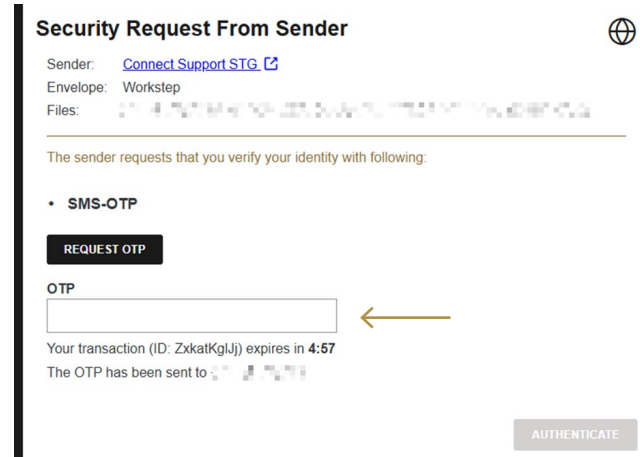 Security Request From Sender
Sender: Connect Support STG
Envelope: Workstep
Files:
The sender requests that you verify your identity with following:
• SMS-OTP
REQUEST OTP
OTP
Your transaction (ID: ZxkatKglJj) expires in 4:57
The OTP has been sent to
AUTHENTICATE